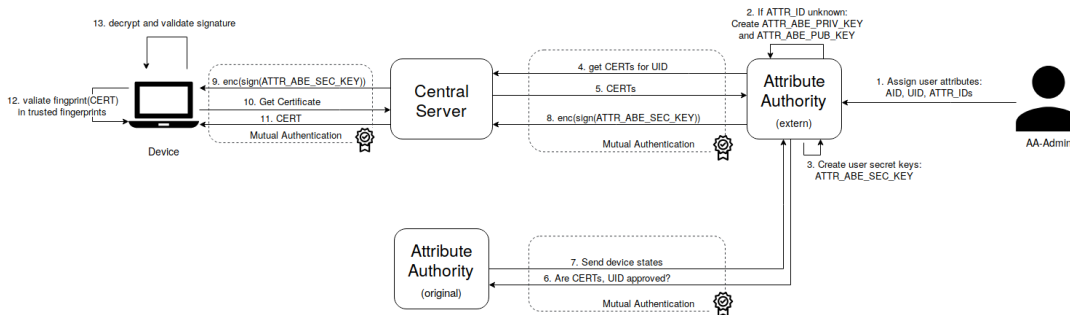 2. If ATTR_ID unknown:
Create ATTR_ABE_PRIV_KEY
and ATTR_ABE_PUB_KEY
13. decrypt and validate signature
9. enc(sign(ATTR_ABE_SEC_KEY))
4. get CERTs for UID
1. Assign user attributes:
AID, UID, ATTR_IDs
12. valiate fingprint(CERT)
in trusted fingerprints
10. Get Certificate
Central
Server
5. CERTs
Attribute
Authority
(extern)
11. CERT
8. enc(sign(ATTR_ABE_SEC_KEY))
Mutual Authentication
Mutual Authentication
Device
AA-Admin
3. Create user secret keys:
ATTR_ABE_SEC_KEY
Attribute
Authority
(original)
7. Send device states
6. Are CERTs, UID approved?
Mutual Authentication